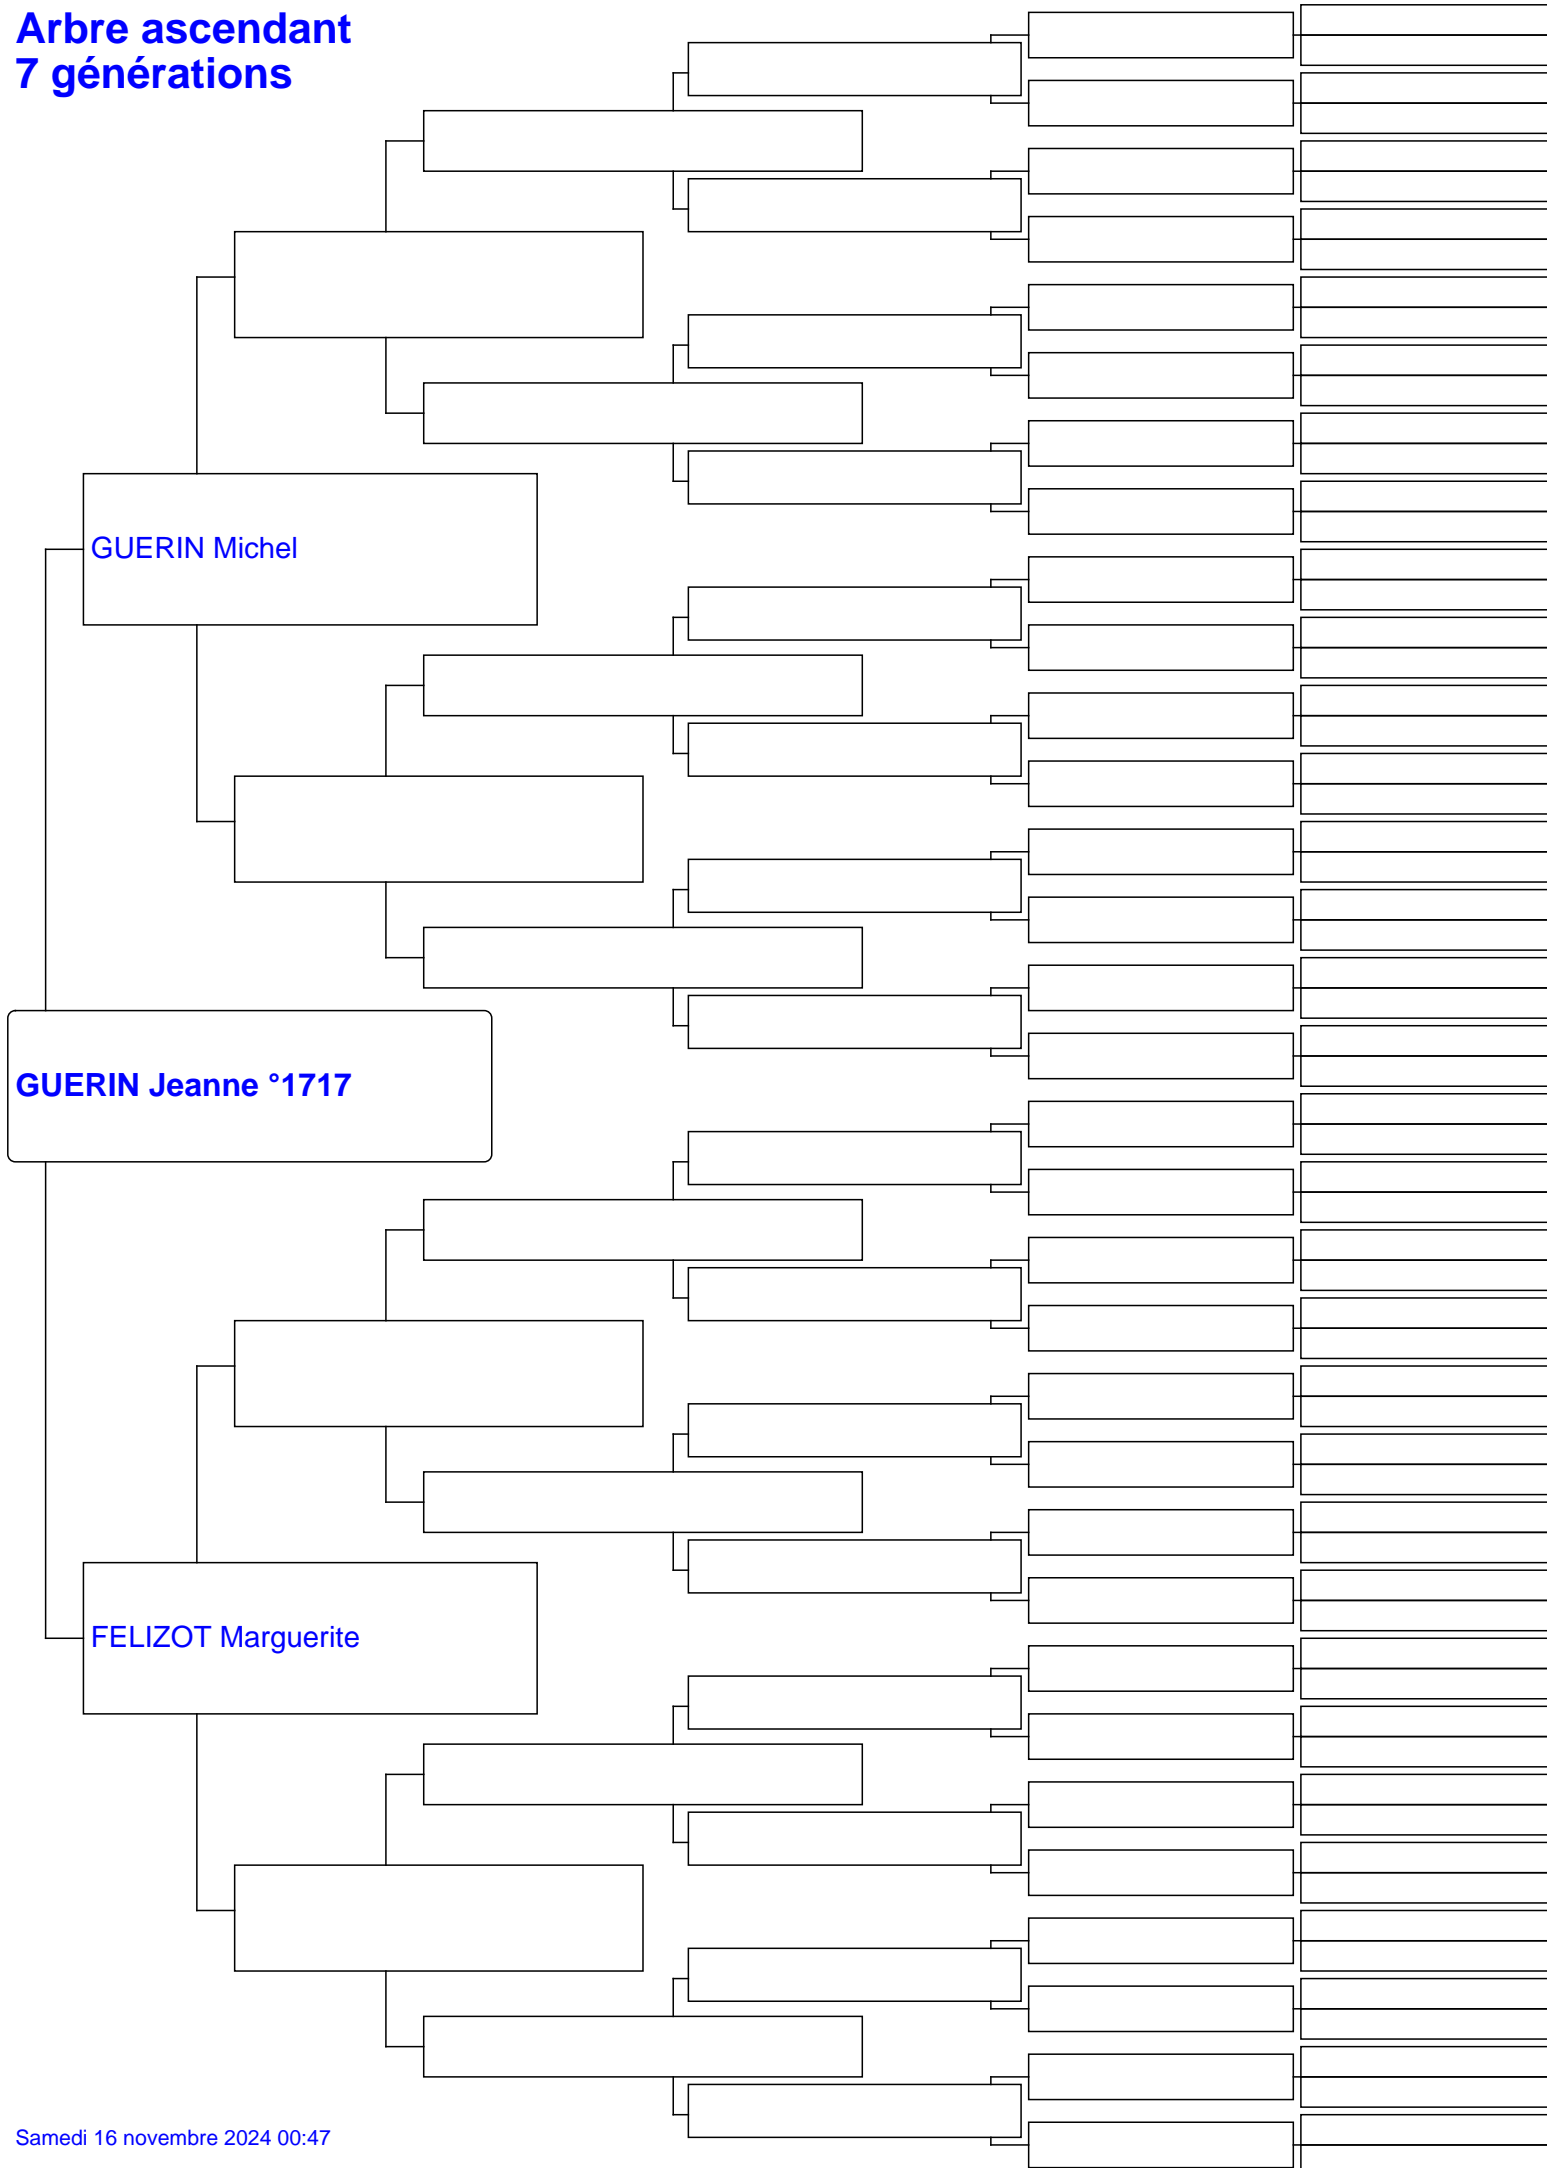 Arbre ascendant
7 générations
GUERIN Michel
GUERIN Jeanne °1717
FELIZOT Marguerite
Samedi 16 novembre 2024 00:47